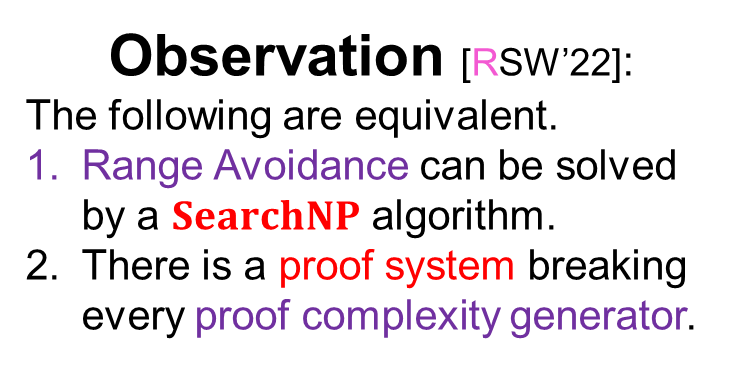 Observation [RSW’22]:
The following are equivalent.
1. Range Avoidance can be solved
by a SearchNP algorithm.
2. There is a proof system breaking
every proof complexity generator.